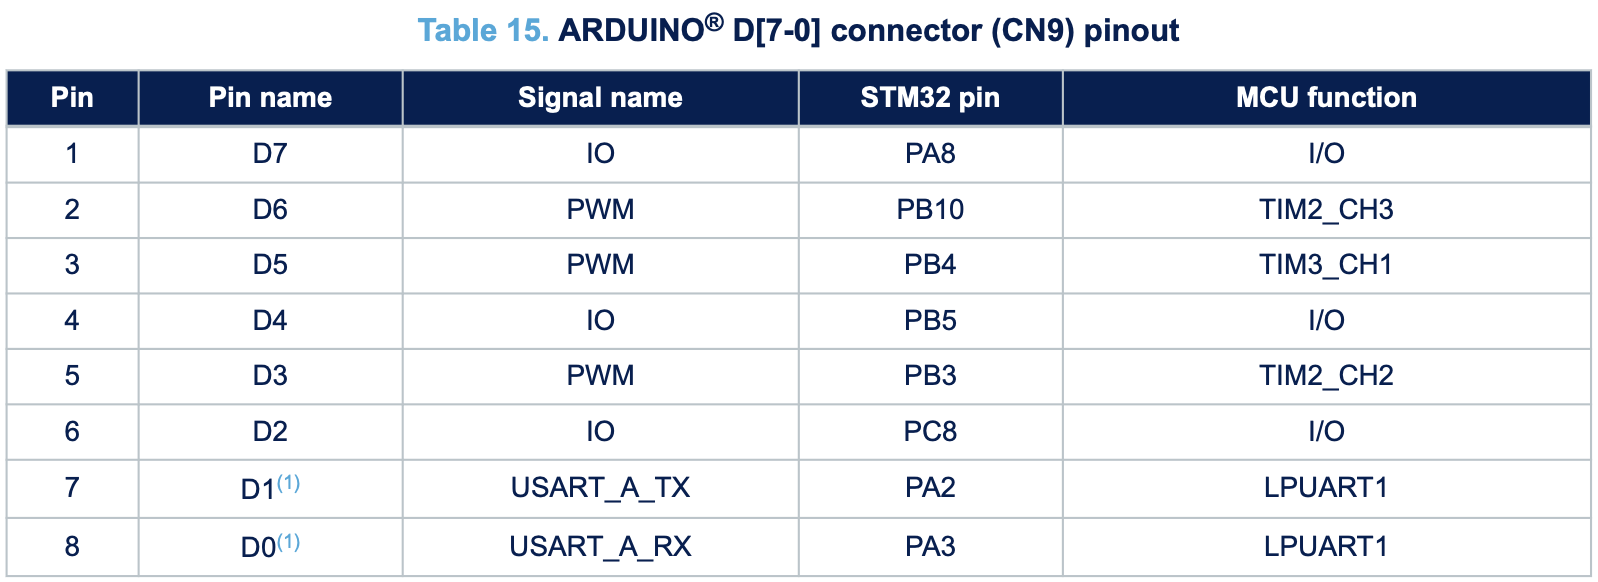 Table 15. ARDUINO® D[7-0] connector (CN9) pinout
Pin Pin name Signal name STM32 pin MCU function
1 D7 IO PA8 I/O
2 D6 PWM PB10 TIM2_CH3
3 D5 PWM PB4 TIM3_CH1
4 D4 IO PB5 I/O
5 D3 PWM PB3 TIM2_CH2
6 D2 IO PC8 I/O
7 D1(1) USART_A_TX PA2 LPUART1
8 D0(1) USART_A_RX PA3 LPUART1